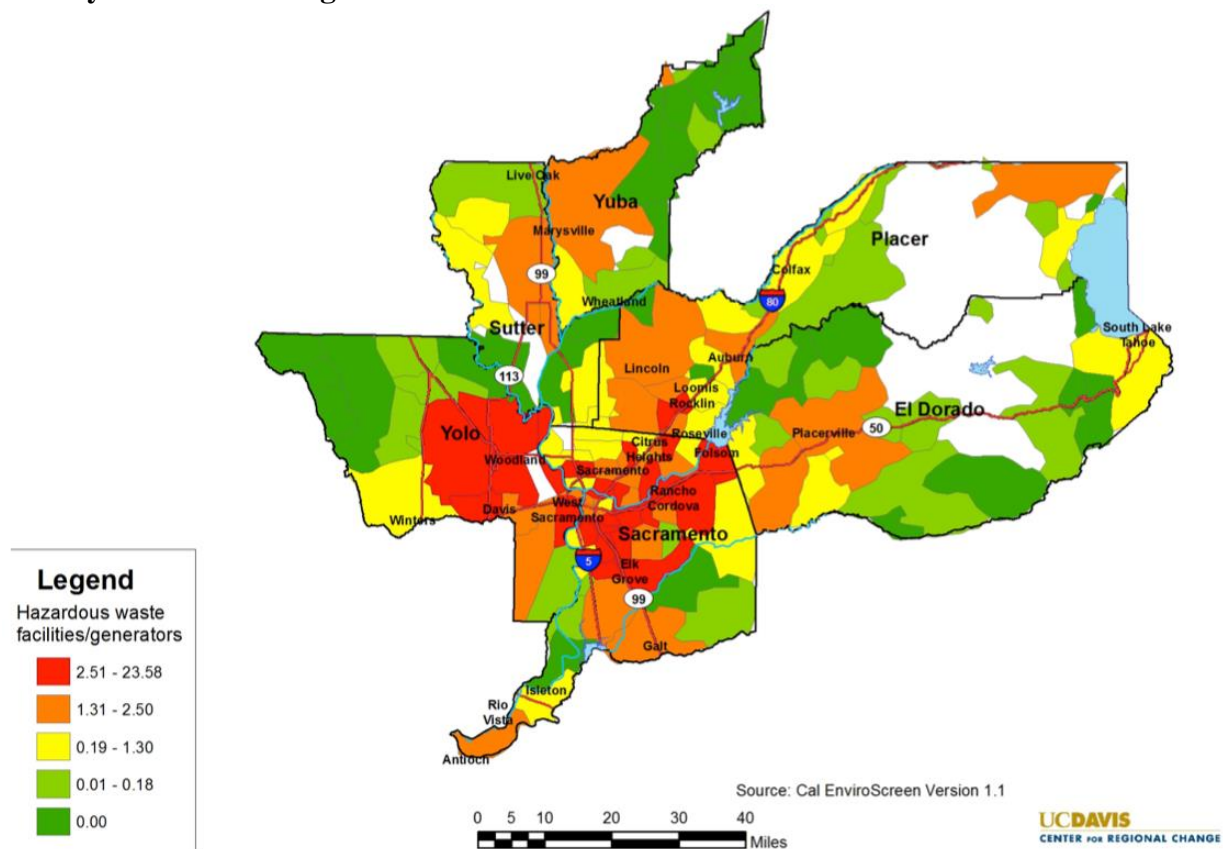 Live Oak
Yuba
Marysville
Placer
99
Colfax
Wheatland
80
Sutter
South Lake
Tahoe
113
Auburn
Lincoln
Loomis
Rocklin
El Dorado
Yolo
Roseville
Placerville
50
Citrus
Heights
Folsom
Woodland
Sacramento
Rancho
Cordova
West
Sacramento
Davis
Winters
Sacramento
5
Elk
Grove
99
Galt
Isleton
Rio
Vista
Antioch
Legend
Hazardous waste
facilities/generators
2.51 - 23.58
1.31 - 2.50
0.19 - 1.30
0.01 - 0.18
0.00
Source: Cal EnviroScreen Version 1.1
0 5 10 20 30 40
Miles
UCDAVIS
CENTER FOR REGIONAL CHANGE